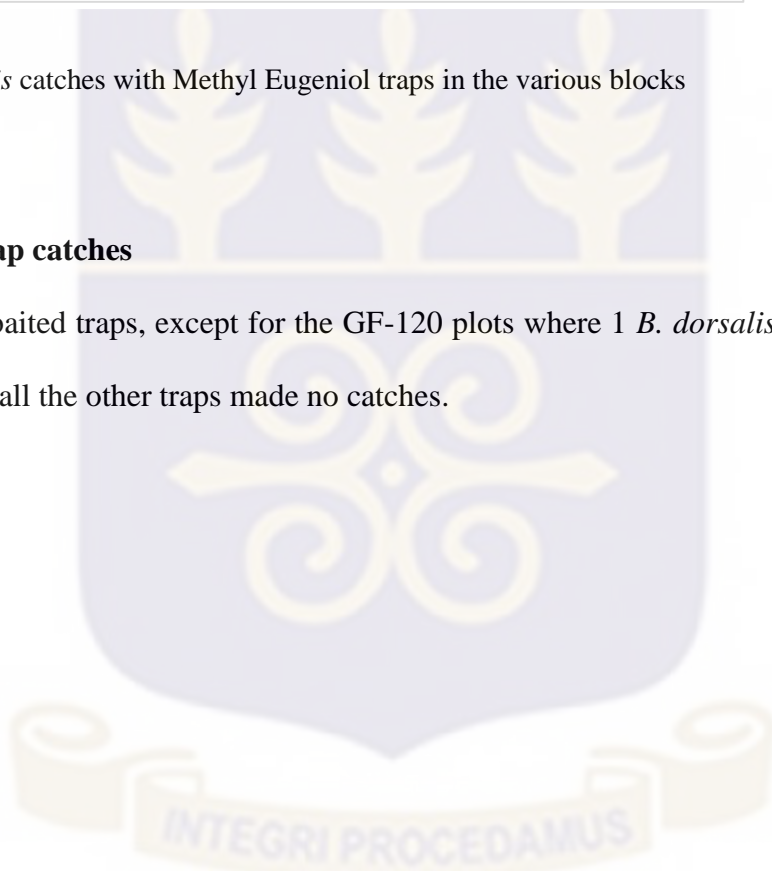 is catches with Methyl Eugeniol traps in the various blocks
ap catches
baited traps, except for the GF-120 plots where 1 B. dorsalis
all the other traps made no catches.
INTEGRI PROCEDAMUS